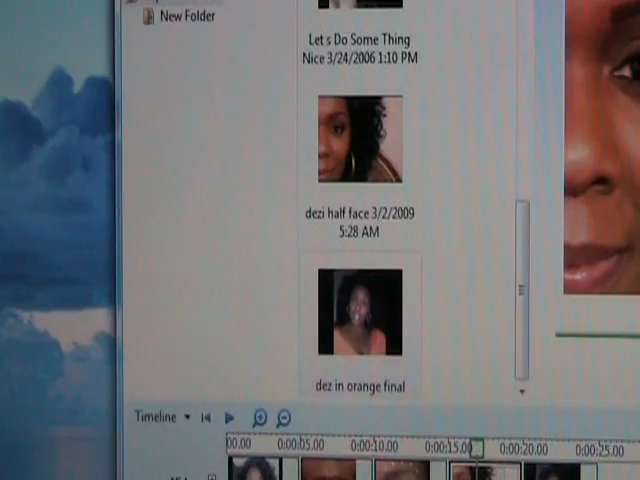 New Folder
Let s Do Some Thing
Nice 3/24/2006 1:10 PM
dezi half face 3/2/2009
5:28 AM
dez in orange final
Timeline
00.00 0:00:05.00 0:00:10.00 0:00:15.00 0:00:20.00 0:00:25.00